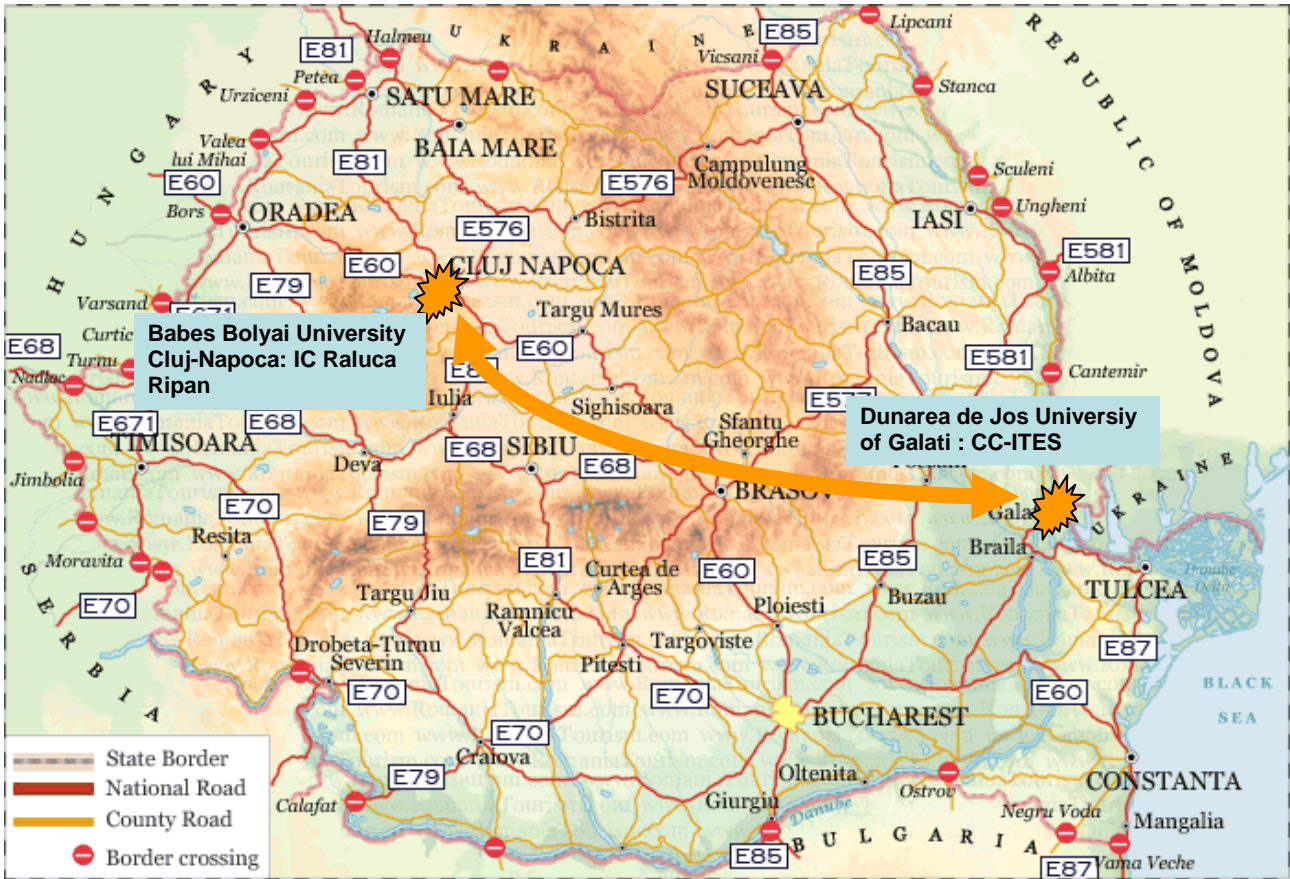 UKRAINE
E85
Lipcani
Halmeu
E81
Vicsani
REPUBLIC OF MOLDOVA
HUNGARY
Petea
Urziceni
SATU MARE
SUCEAVA
Stanca
Valea
lui Mihai
BAIA MARE
E81
Campulung
Moldovenesc
E60
E576
Sculeni
Bors
ORADEA
Bistrita
IASI
Ungheni
E576
E581
E60
CLUJ NAPOCA
E85
Albita
E79
Varsand
E671
Targu Mures
Bacau
Curtic
Babes Bolyai University
Cluj-Napoca: IC Raluca
Ripan
E68
Turnu
E60
E581
Nadlac
Cantemir
Iulia
Sighisoara
Sfantu
Gheorghe
Dunarea de Jos Universiy
of Galati : CC-ITES
E671
E68
TIMISOARA
E68
SIBIU
E68
Deva
Jimbolia
BRASOV
UKRAINE
E70
Gala
E79
Resita
Braila
Moravita
E81
Curtea de
Arges
E60
E85
TULCEA
Danube
Delta
SERBIA
E70
Targu Jiu
Ramnicu
Valcea
Ploiesti
Buzau
Targoviste
Drobeta-Turnu
Severin
Pitesti
E87
E70
E70
E60
BLACK
SEA
BUCHAREST
E70
Craiova
State Border
National Road
County Road
Border crossing
E79
Oltenita
CONSTANTA
Calafat
Ostrov
Giurgiu
Danube
Negru Voda
Mangalia
BULGARIA
E85
E87
Vama Veche